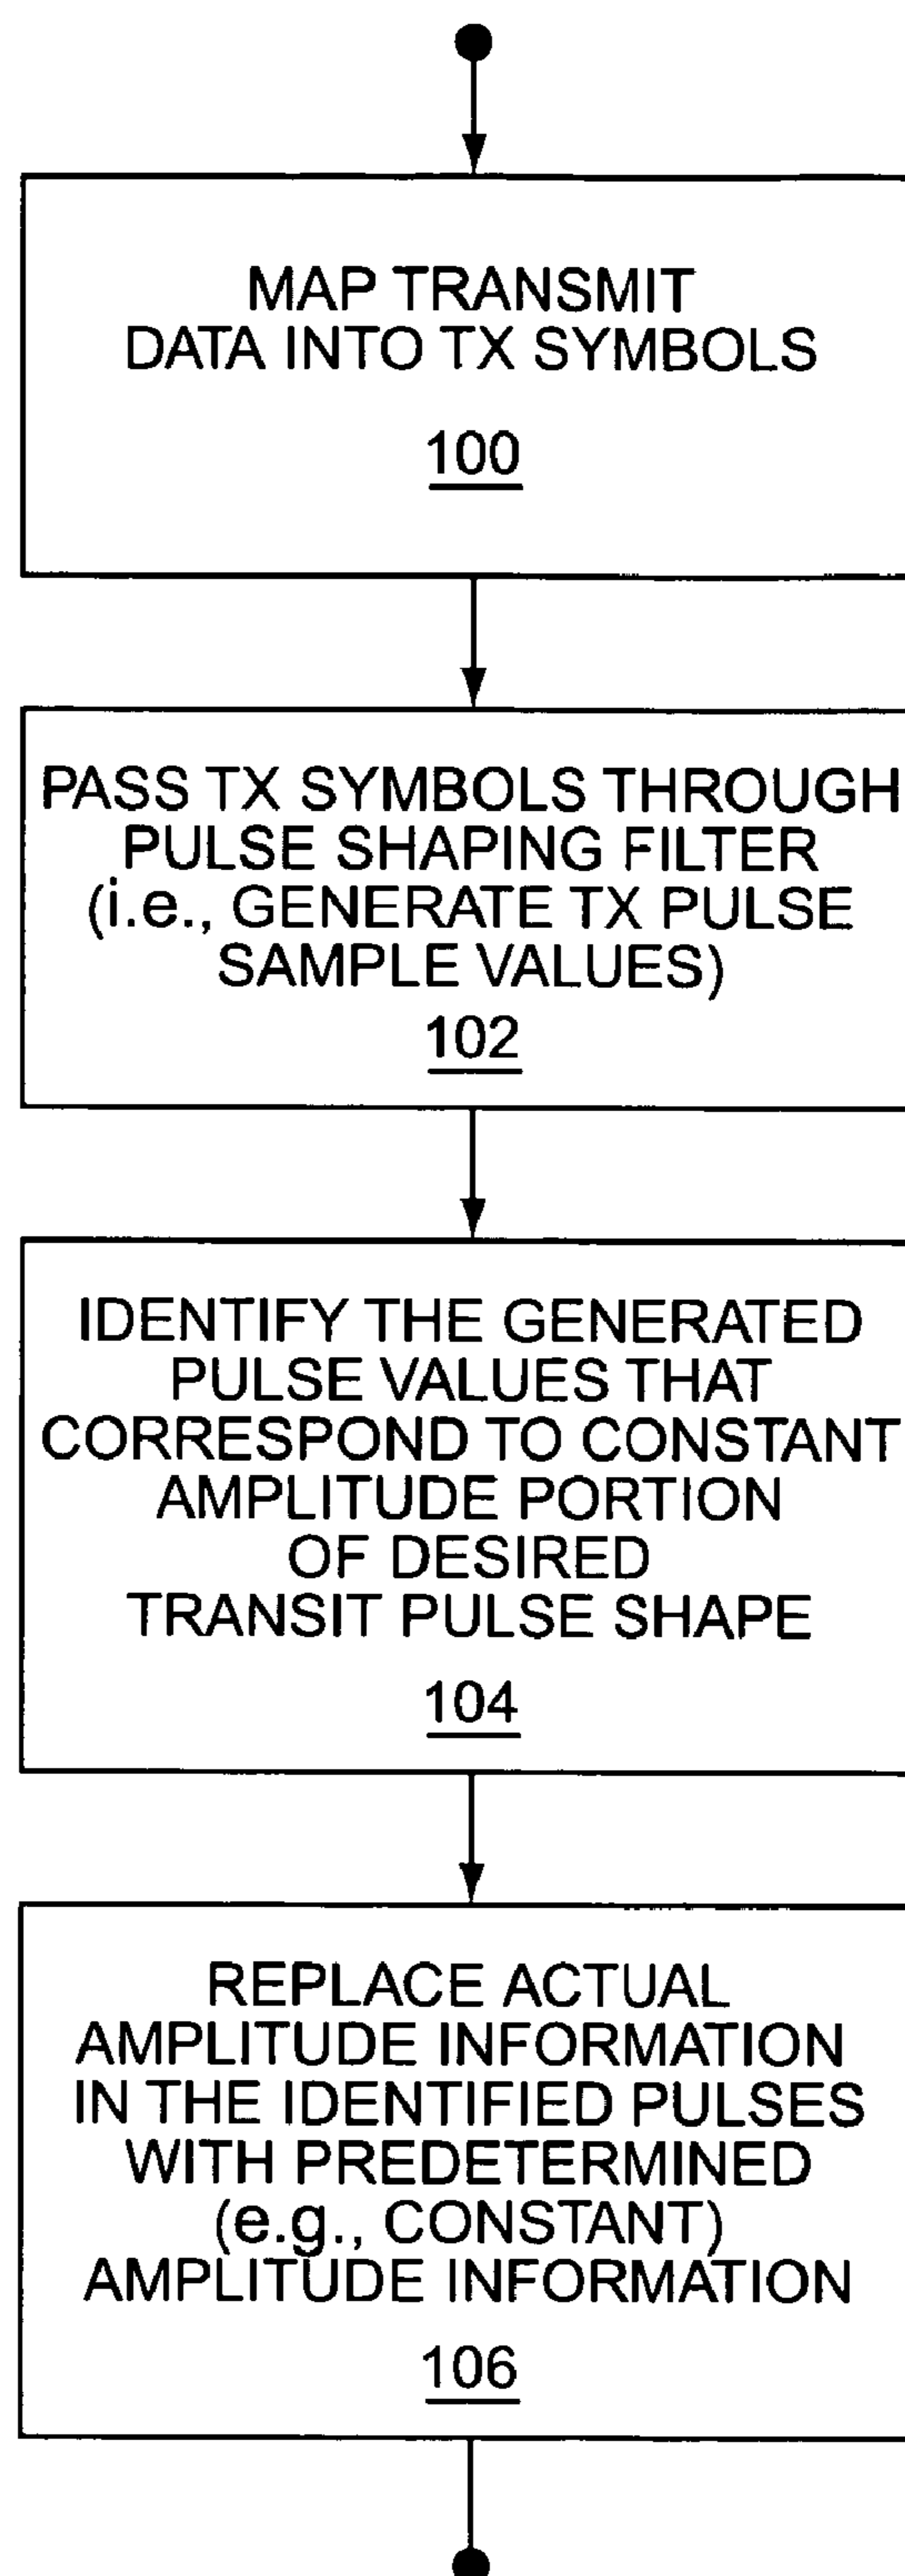 MAP TRANSMIT
DATA INTO TX SYMBOLS
100
PASS TX SYMBOLS THROUGH
PULSE SHAPING FILTER
(i.e., GENERATE TX PULSE
SAMPLE VALUES)
102
IDENTIFY THE GENERATED
PULSE VALUES THAT
CORRESPOND TO CONSTANT
AMPLITUDE PORTION
OF DESIRED
TRANSIT PULSE SHAPE
104
REPLACE ACTUAL
AMPLITUDE INFORMATION
IN THE IDENTIFIED PULSES
WITH PREDETERMINED
(e.g., CONSTANT)
AMPLITUDE INFORMATION
106